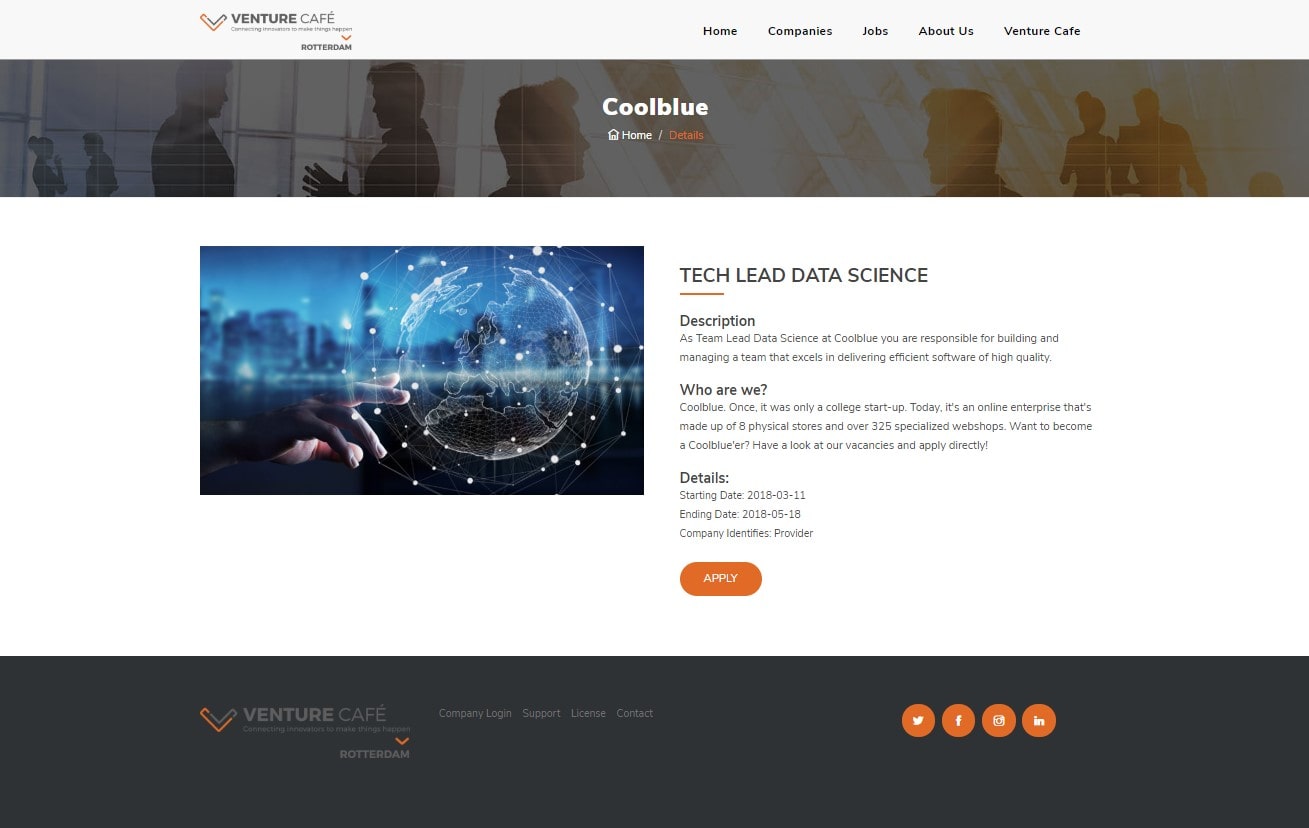 VENTURE CAFÉ
Connecting innovators to make things happen
ROTTERDAM
Home Companies Jobs About Us Venture Cafe
Coolblue
Home / Details
TECH LEAD DATA SCIENCE
Description
As Team Lead Data Science at Coolblue you are responsible for building and
managing a team that excels in delivering efficient software of high quality.
Who are we?
Coolblue. Once, it was only a college start-up. Today, it's an online enterprise that's
made up of 8 physical stores and over 325 specialized webshops. Want to become
a Coolblue'er? Have a look at our vacancies and apply directly!
Details:
Starting Date: 2018-03-11
Ending Date: 2018-05-18
Company Identifies: Provider
APPLY
VENTURE CAFÉ
Connecting innovators to make things happen
ROTTERDAM
Company Login Support License Contact